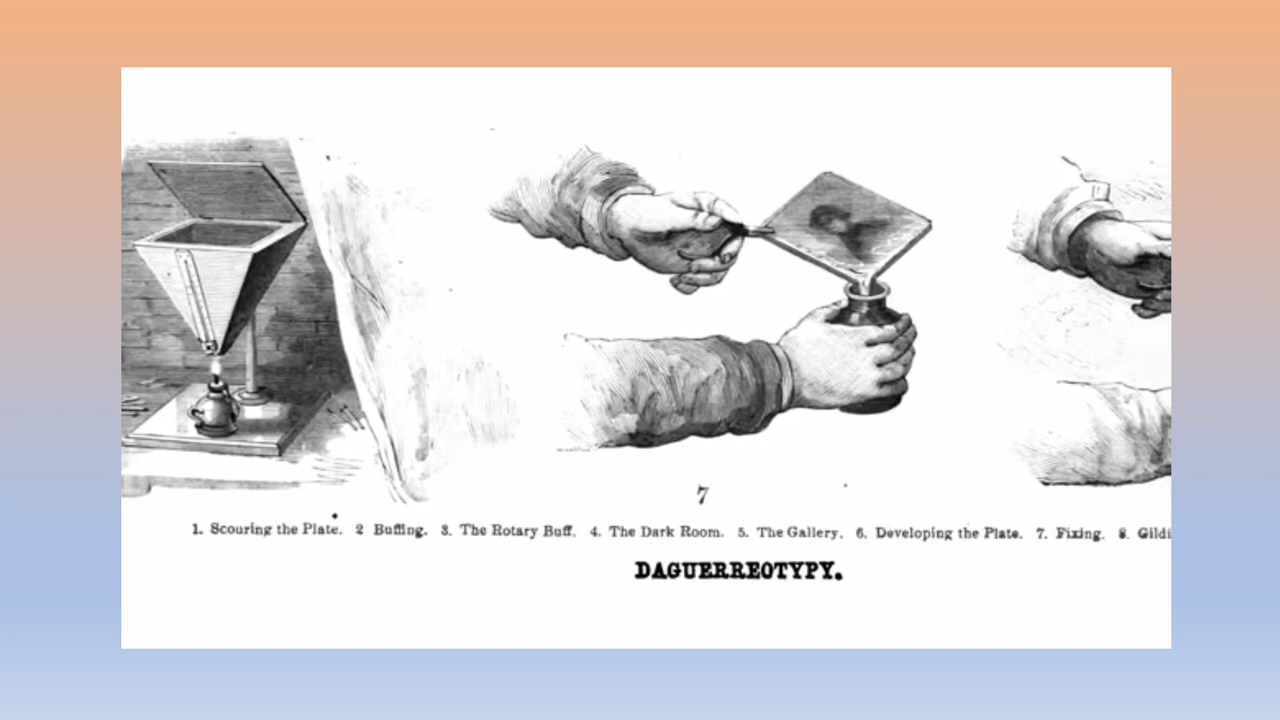 7
1. Scouring the Plate. 2 Buffing. 3. The Rotary Buff. 4. The Dark Room. 5. The Gallery. 6. Developing the Plate. 7. Fixing. 8. Gildi
DAGUERREOTYPY.